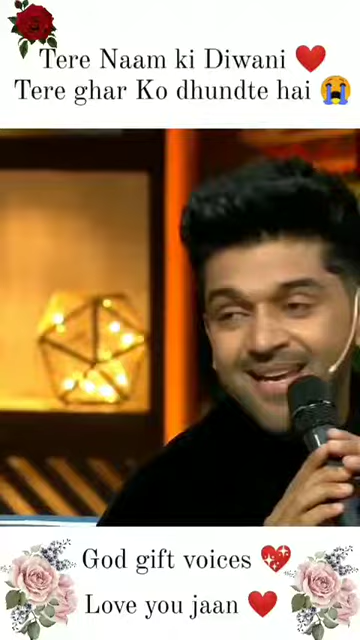 Tere Naam ki Diwani ❤️
Tere ghar Ko dhundte hai 😭
God gift voices 💖
Love you jaan ❤️